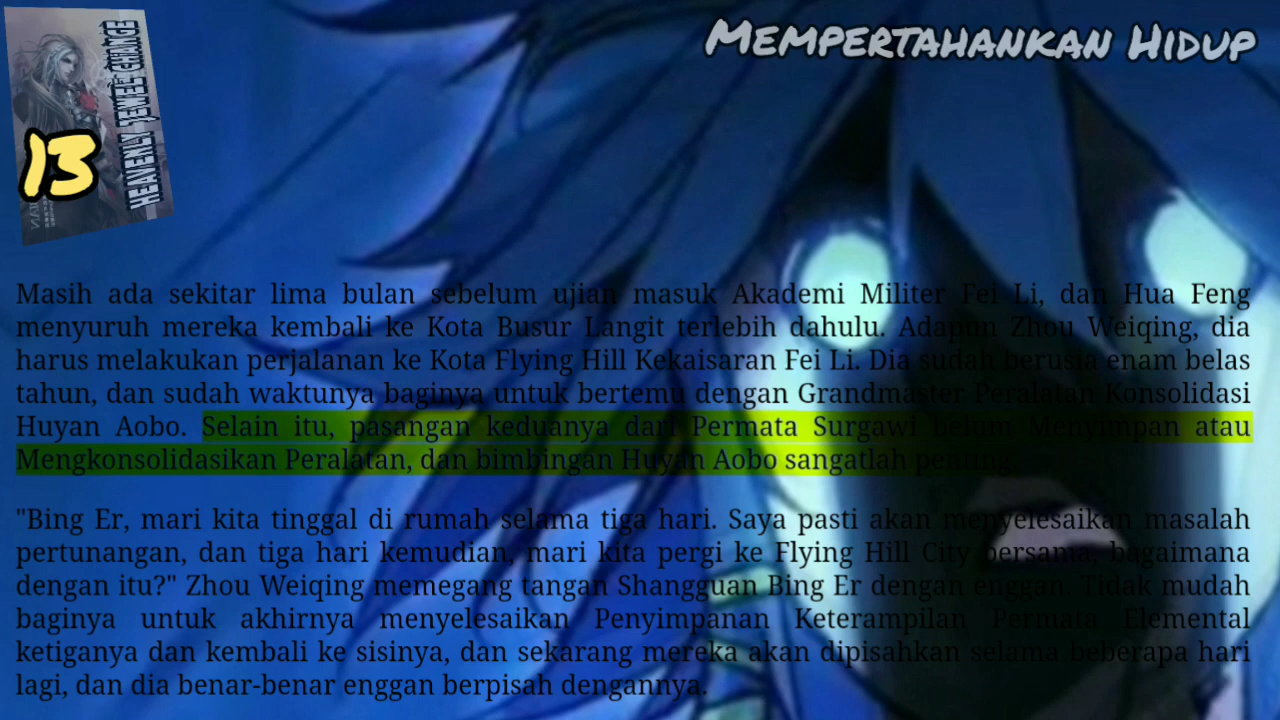 Mempertahankan Hidup
HEAVENLY JEWEL CHANGE
13
Masih ada sekitar lima bulan sebelum ujian masuk Akademi Militer Fei Li, dan Hua Feng
menyuruh mereka kembali ke Kota Busur Langit terlebih dahulu. Adapun Zhou Weiqing, dia
harus melakukan perjalanan ke Kota Flying Hill Kekaisaran Fei Li. Dia sudah berusia enam belas
tahun, dan sudah waktunya baginya untuk bertemu dengan Grandmaster Peralatan Konsolidasi
Huyan Aobo. Selain itu, pasangan keduanya dari Permata Surgawi belum Menyimpan atau
Mengkonsolidasikan Peralatan, dan bimbingan Huyan Aobo sangatlah penting.
"Bing Er, mari kita tinggal di rumah selama tiga hari. Saya pasti akan menyelesaikan masalah
pertunangan, dan tiga hari kemudian, mari kita pergi ke Flying Hill City bersama, bagaimana
dengan itu?" Zhou Weiqing memegang tangan Shangguan Bing Er dengan enggan. Tidak mudah
baginya untuk akhirnya menyelesaikan Penyimpanan Keterampilan Permata Elemental
ketiganya dan kembali ke sisinya, dan sekarang mereka akan dipisahkan selama beberapa hari
lagi, dan dia benar-benar enggan berpisah dengannya.